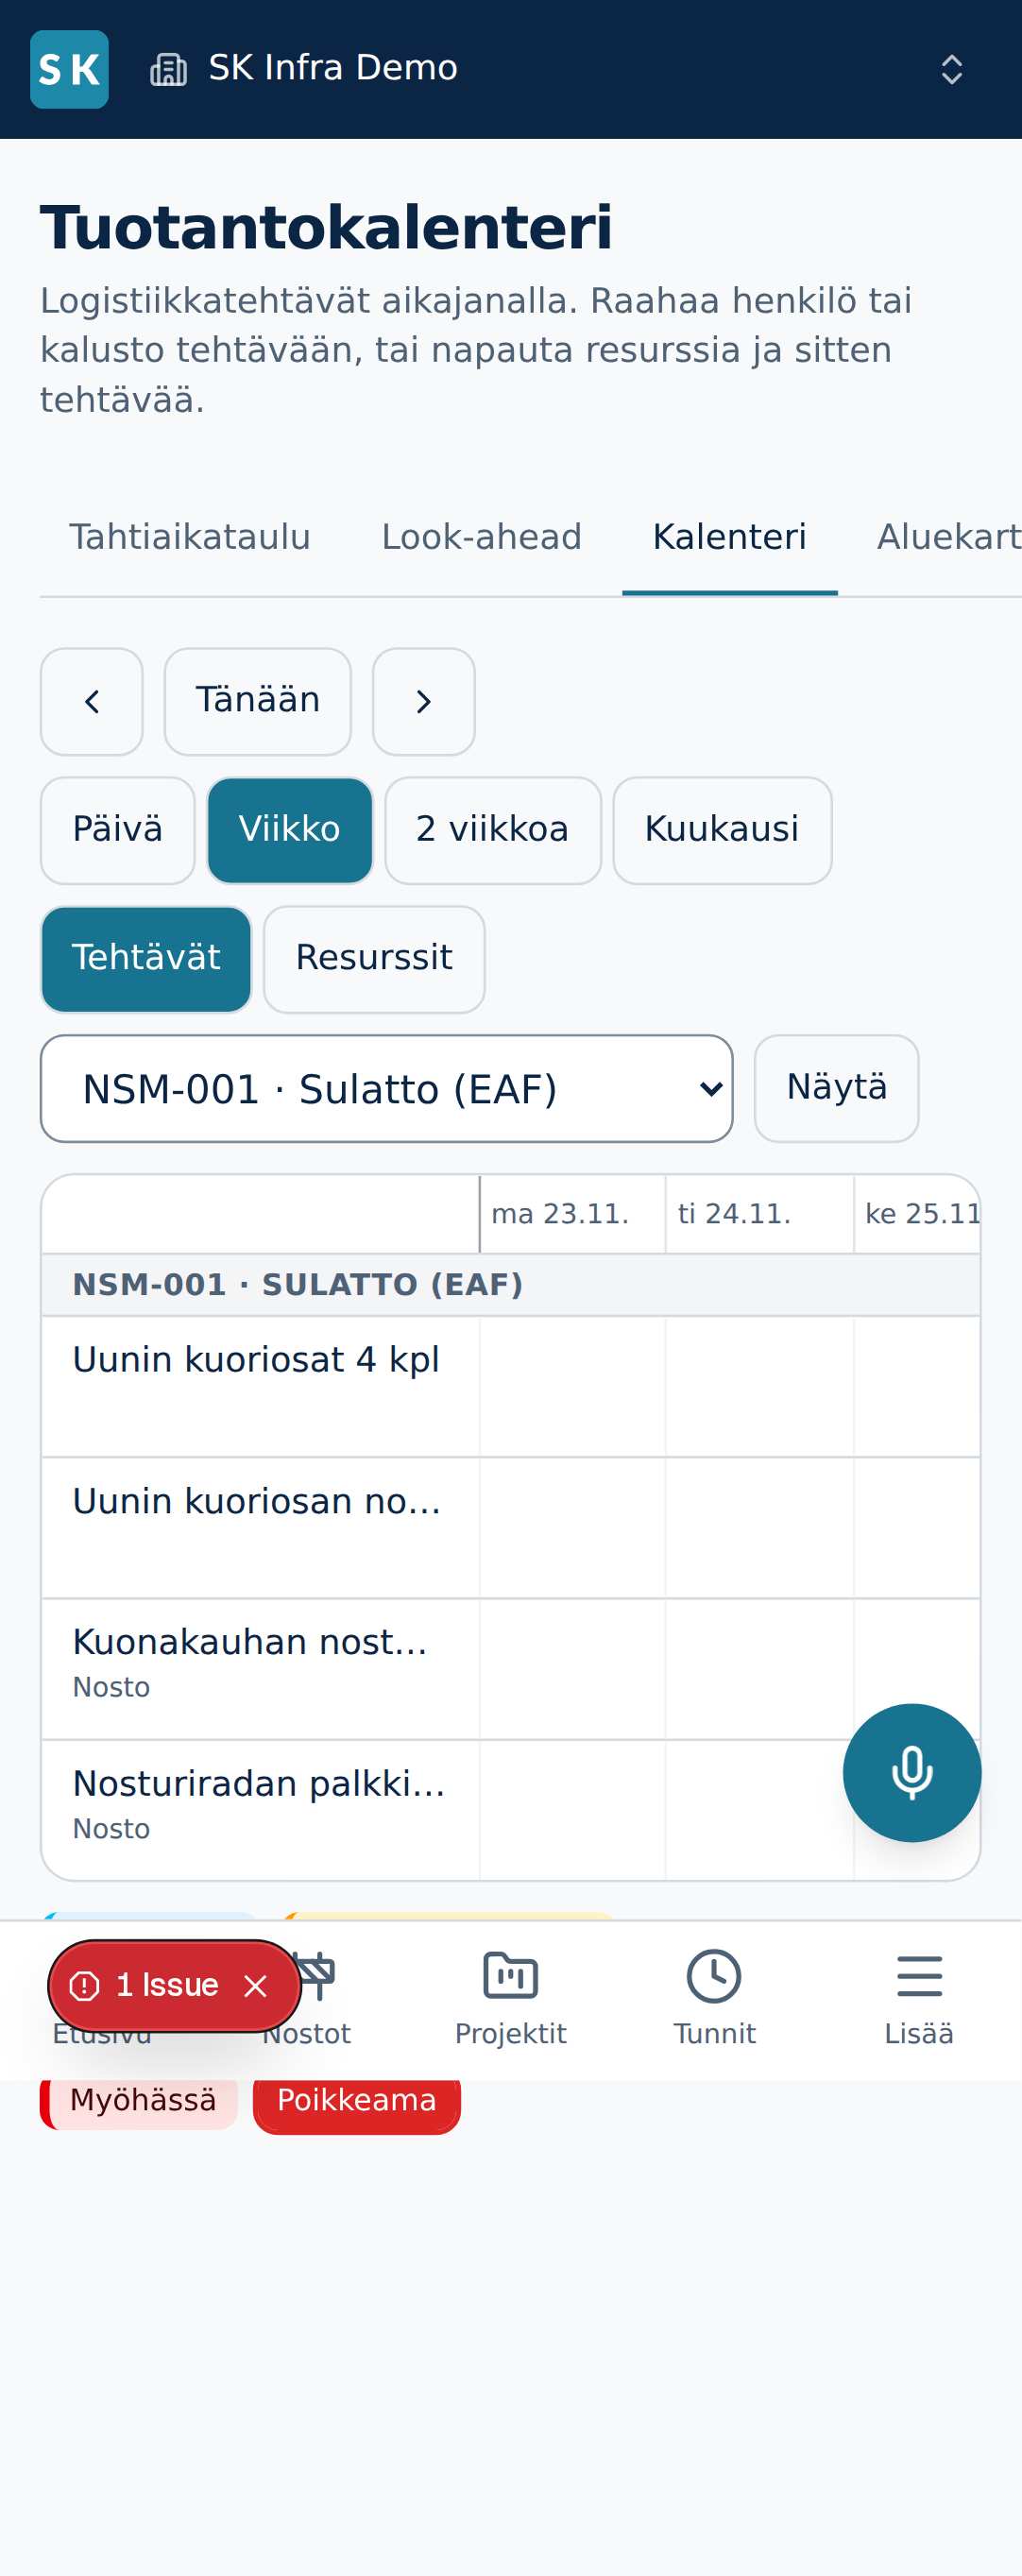 SK SK Infra Demo
Tuotantokalenteri
Logistiikkatehtävät aikajanalla. Raahaa henkilö tai
kalusto tehtävään, tai napauta resurssia ja sitten
tehtävää.
Tahtiaikataulu Look-ahead Kalenteri Aluekart
Tänään
Päivä Viikko 2 viikkoa Kuukausi
Tehtävät Resurssit
NSM-001 · Sulatto (EAF) Näytä
ma 23.11. ti 24.11. ke 25.11
NSM-001 · SULATTO (EAF)
Uunin kuoriosat 4 kpl
Uunin kuoriosan no...
Kuonakauhan nost...
Nosto
Nosturiradan palkki...
Nosto
1 Issue
Etusivu Nostot Projektit Tunnit Lisää
Myöhässä Poikkeama